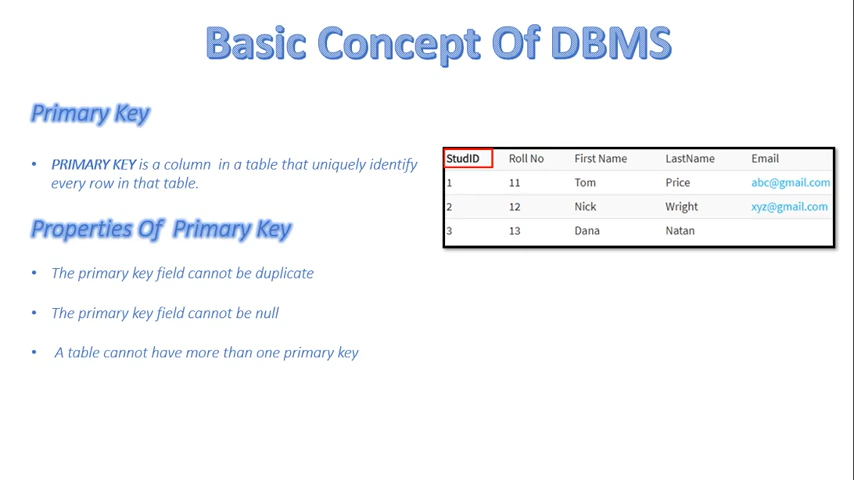 Basic Concept Of DBMS
Primary Key
• PRIMARY KEY is a column in a table that uniquely identify
every row in that table.
Properties Of Primary Key
• The primary key field cannot be duplicate
• The primary key field cannot be null
• A table cannot have more than one primary key
StudID Roll No First Name LastName Email
1 11 Tom Price abc@gmail.com
2 12 Nick Wright xyz@gmail.com
3 13 Dana Natan